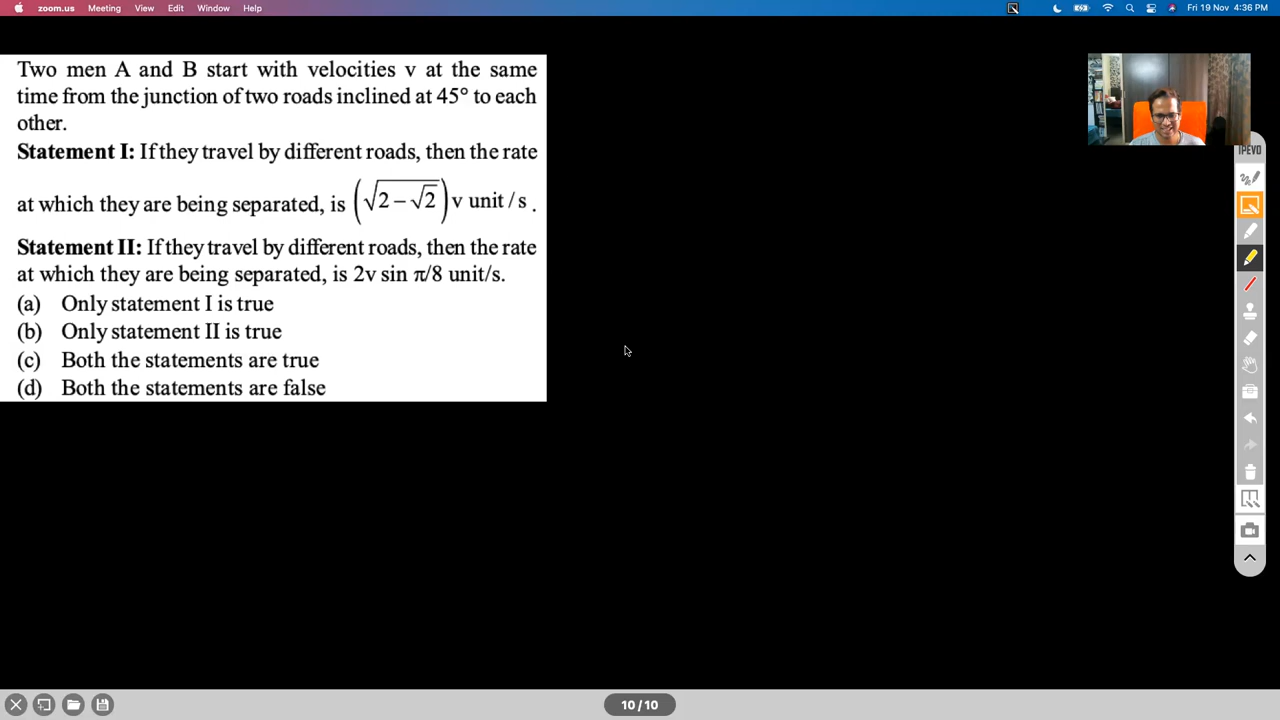 zoom.us Meeting View Edit Window Help Fri 19 Nov 4:36 PM
Two men A and B start with velocities v at the same
time from the junction of two roads inclined at 45° to each
other.
Statement I: If they travel by different roads, then the rate
at which they are being separated, is (√(2−√2)) v unit / s .
Statement II: If they travel by different roads, then the rate
at which they are being separated, is 2v sin π/8 unit/s.
(a) Only statement I is true
(b) Only statement II is true
(c) Both the statements are true
(d) Both the statements are false
IPEVO
10 / 10